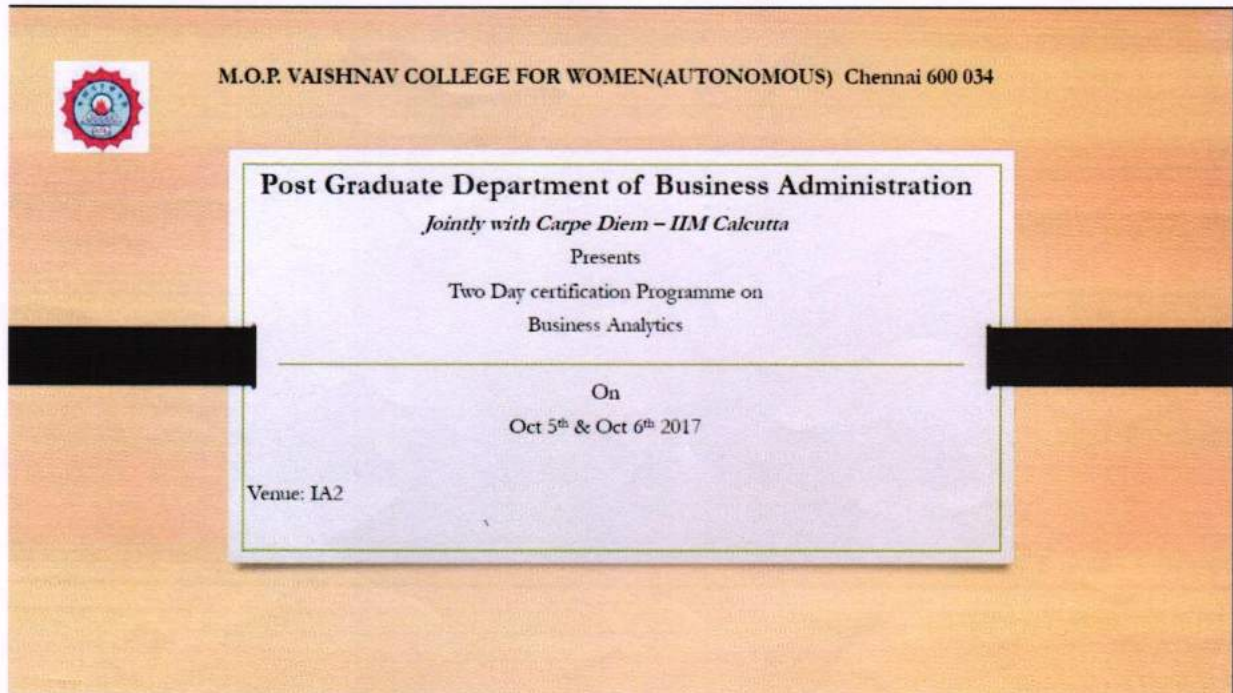 M.O.P. VAISHNAV COLLEGE FOR WOMEN(AUTONOMOUS) Chennai 600 034
Post Graduate Department of Business Administration
Jointly with Carpe Diem – IIM Calcutta
Presents
Two Day certification Programme on
Business Analytics
On
Oct 5th & Oct 6th 2017
Venue: IA2